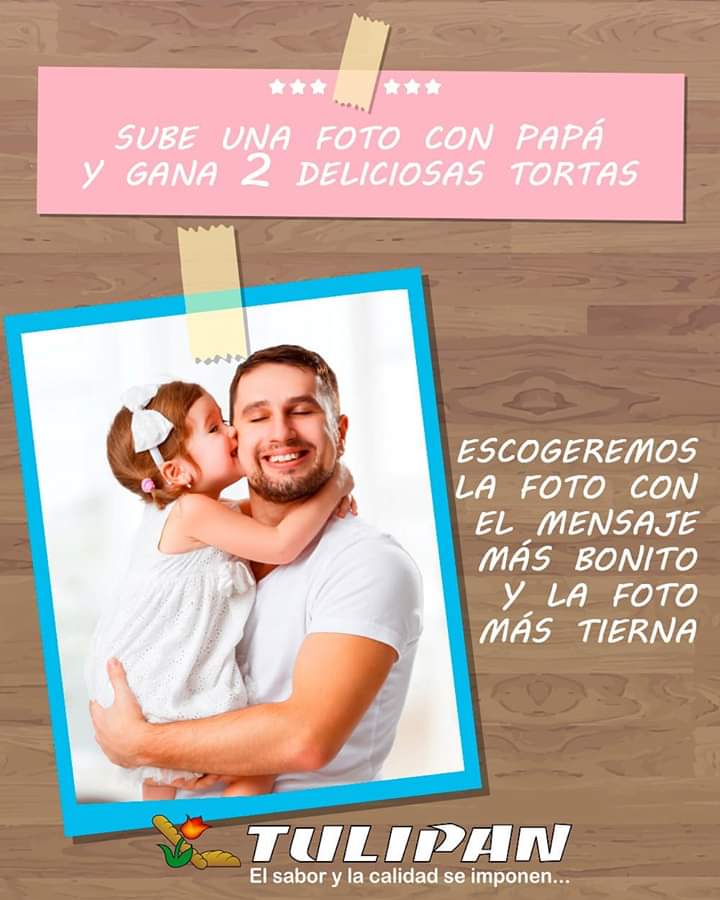 SUBE UNA FOTO CON PAPÁ
Y GANA 2 DELICIOSAS TORTAS
ESCOGEREMOS
LA FOTO CON
EL MENSAJE
MÁS BONITO
Y LA FOTO
MÁS TIERNA
TULIPAN
El sabor y la calidad se imponen...